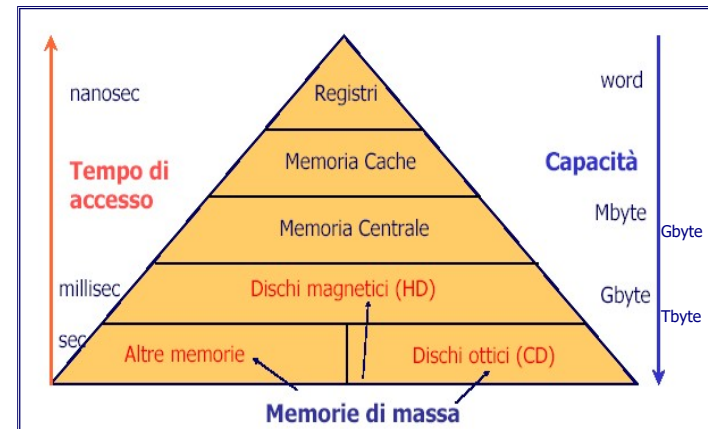 nanosec
Registri
word
Tempo di
accesso
Memoria Cache
Capacità
Memoria Centrale
Mbyte
Gbyte
millisec
Dischi magnetici (HD)
Gbyte
Tbyte
sec
Altre memorie
Dischi ottici (CD)
Memorie di massa